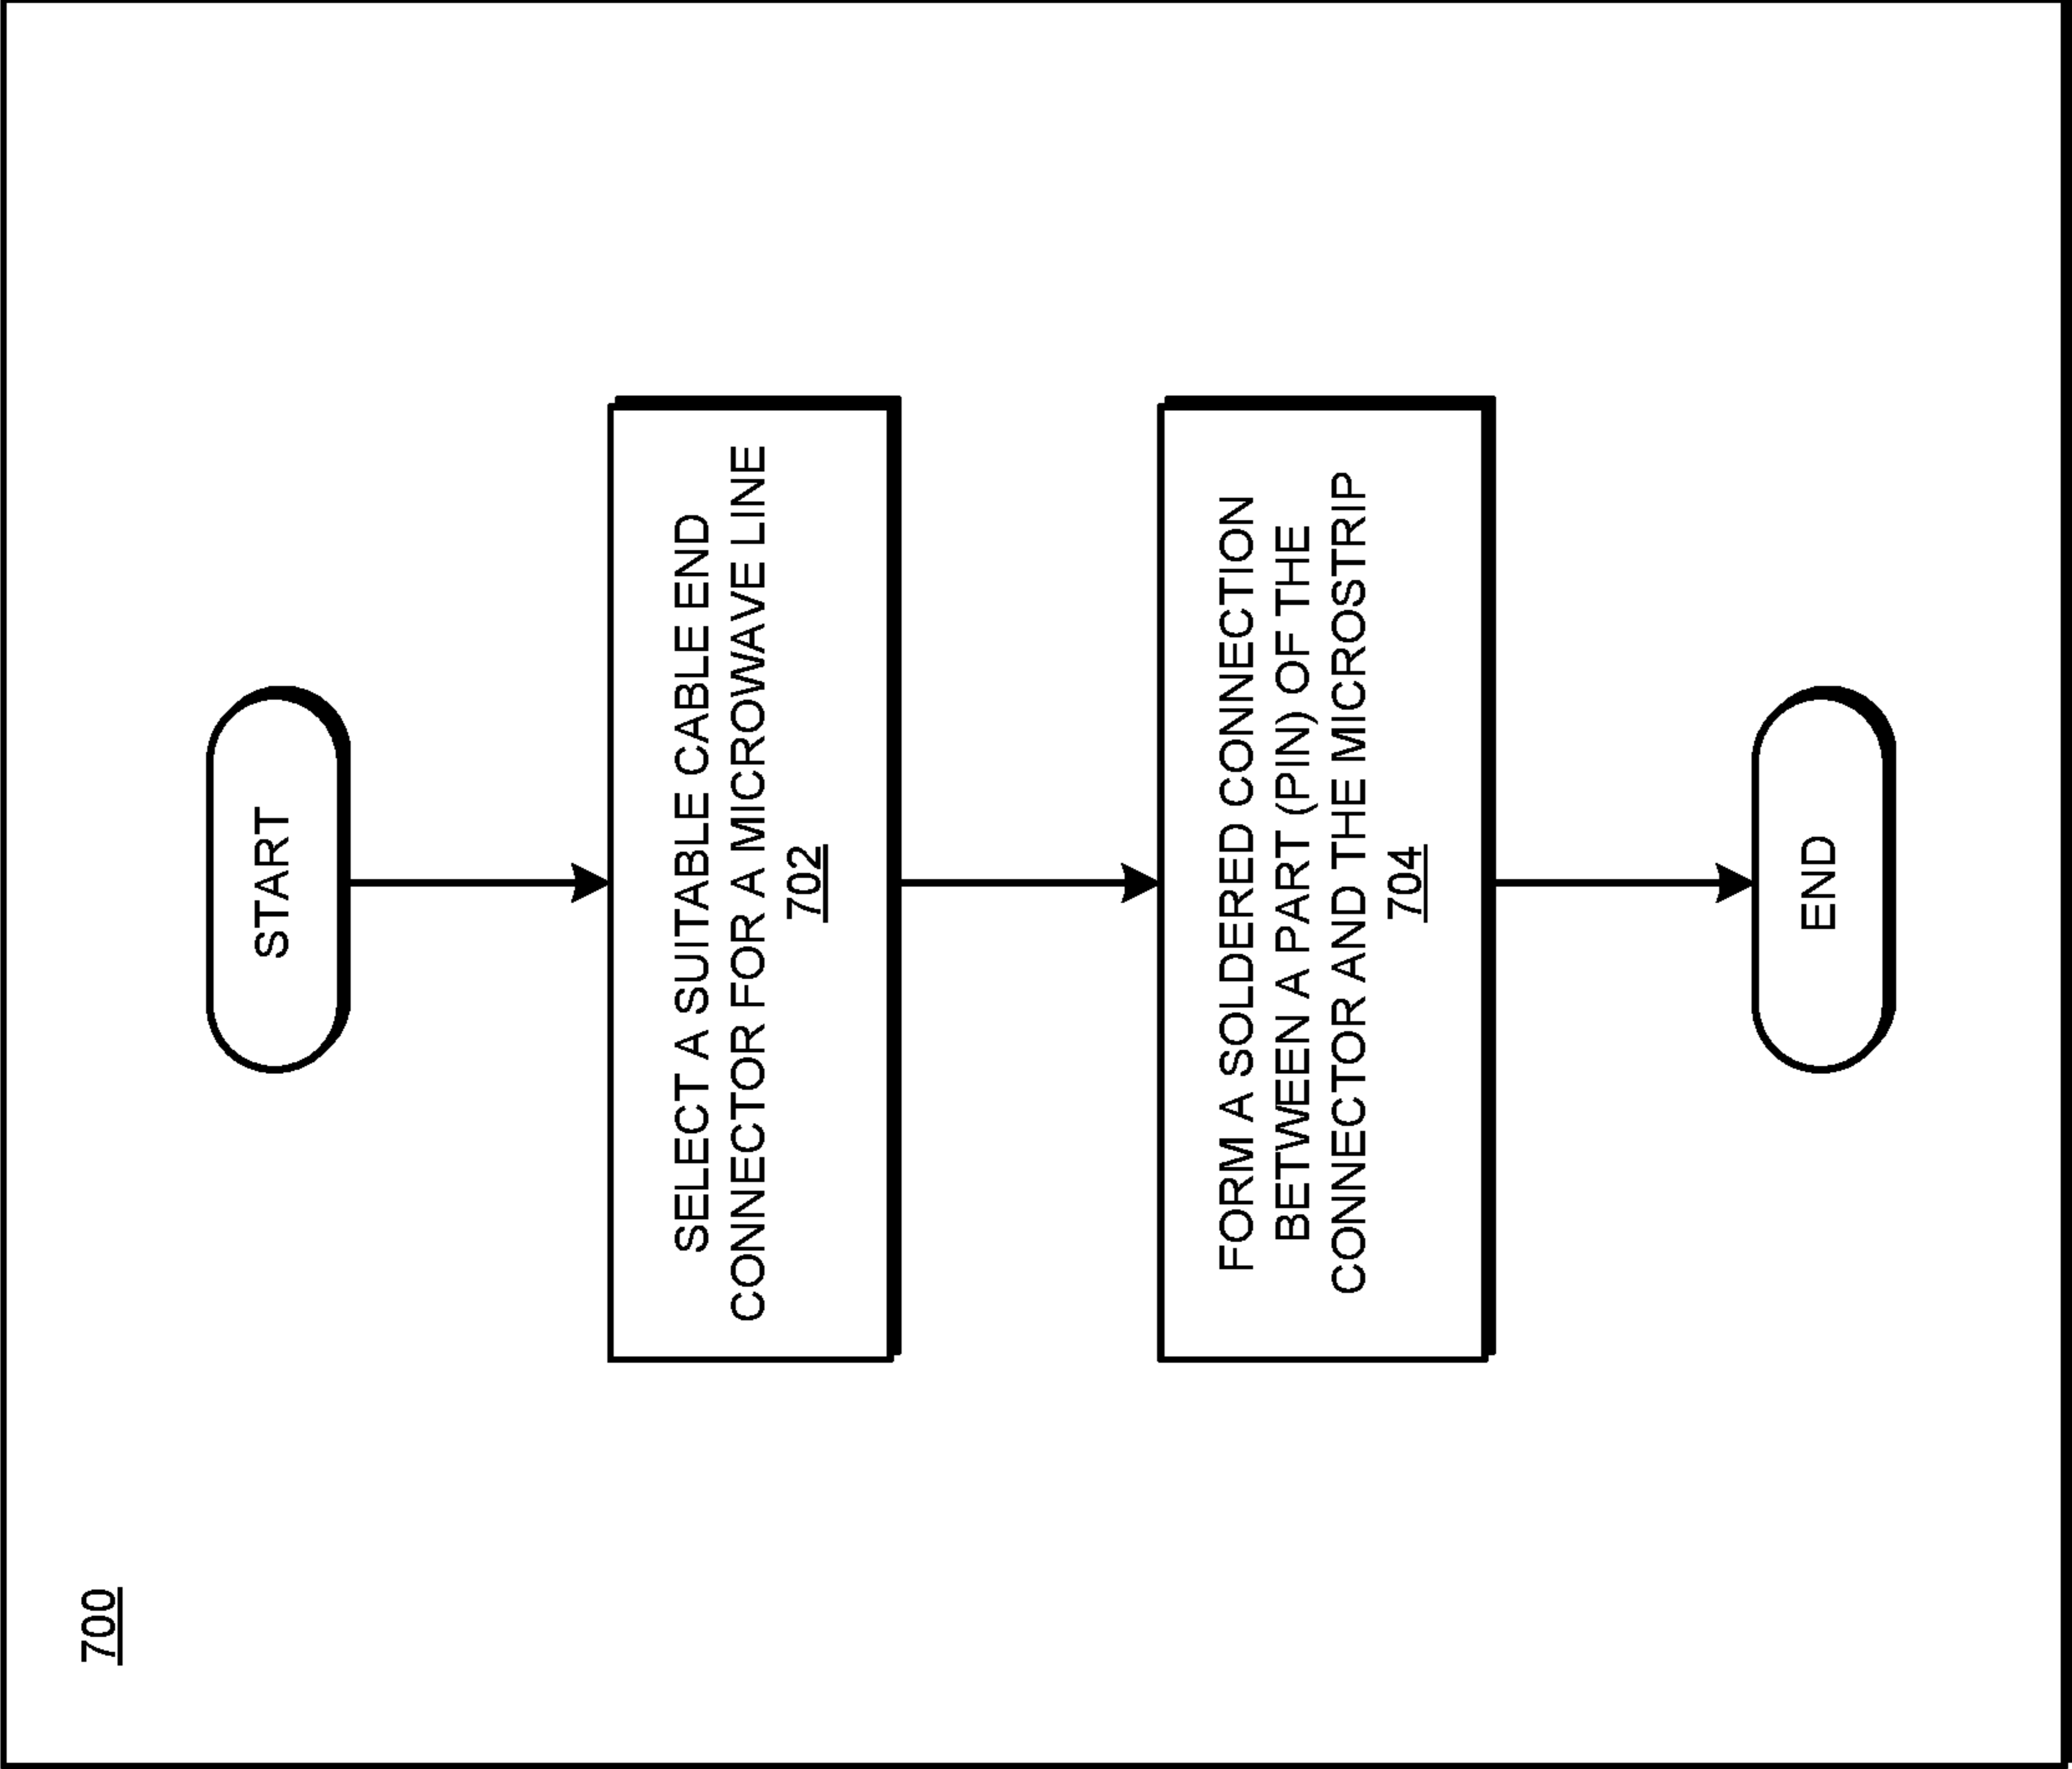 700
START
SELECT A SUITABLE CABLE END
CONNECTOR FOR A MICROWAVE LINE
702
FORM A SOLDERED CONNECTION
BETWEEN A PART (PIN) OF THE
CONNECTOR AND THE MICROSTRIP
704
END